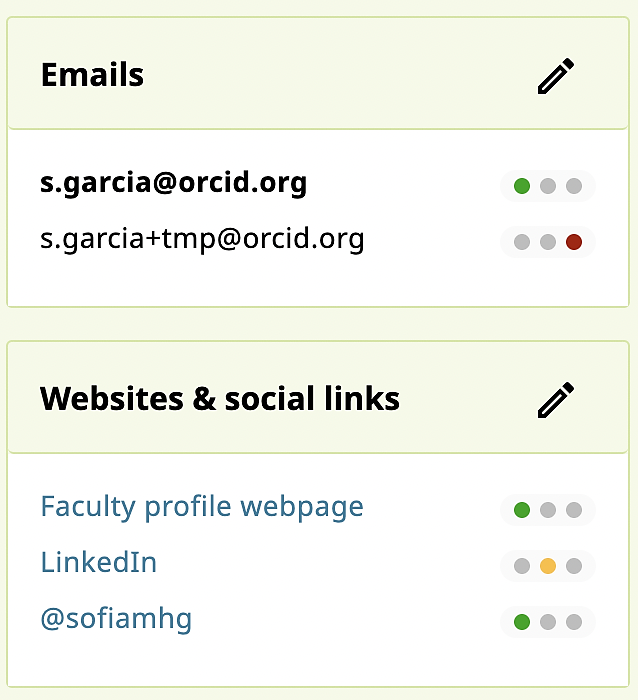 Emails
s.garcia@orcid.org
s.garcia+tmp@orcid.org
Websites & social links
Faculty profile webpage
LinkedIn
@sofiamhg